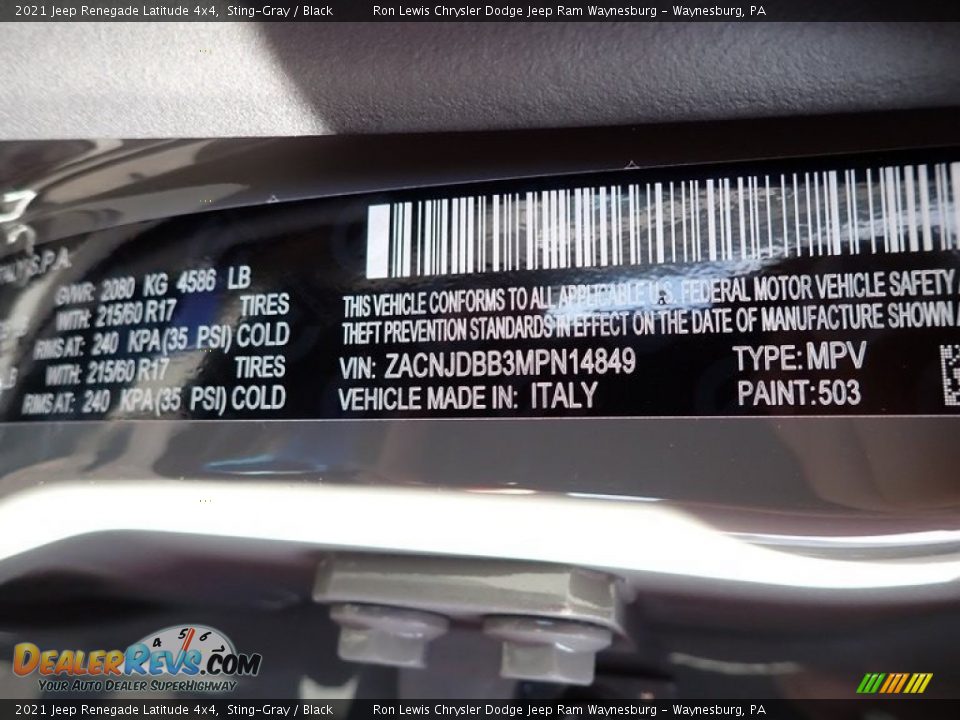 2021 Jeep Renegade Latitude 4x4, Sting-Gray / Black Ron Lewis Chrysler Dodge Jeep Ram Waynesburg - Waynesburg, PA
S.P.A.
GVWR: 2080 KG 4586 LB
WITH: 215/60 R17 TIRES
RIMS AT: 240 KPA(35 PSI) COLD
WITH: 215/60 R17 TIRES
RIMS AT: 240 KPA(35 PSI) COLD
THIS VEHICLE CONFORMS TO ALL APPLICABLE U.S. FEDERAL MOTOR VEHICLE SAFETY
THEFT PREVENTION STANDARDS IN EFFECT ON THE DATE OF MANUFACTURE SHOWN
VIN: ZACNJDBB3MPN14849 TYPE: MPV
VEHICLE MADE IN: ITALY PAINT: 503
4 5 6
DealerRevs.com
Your Auto Dealer SuperHighway
2021 Jeep Renegade Latitude 4x4, Sting-Gray / Black Ron Lewis Chrysler Dodge Jeep Ram Waynesburg - Waynesburg, PA